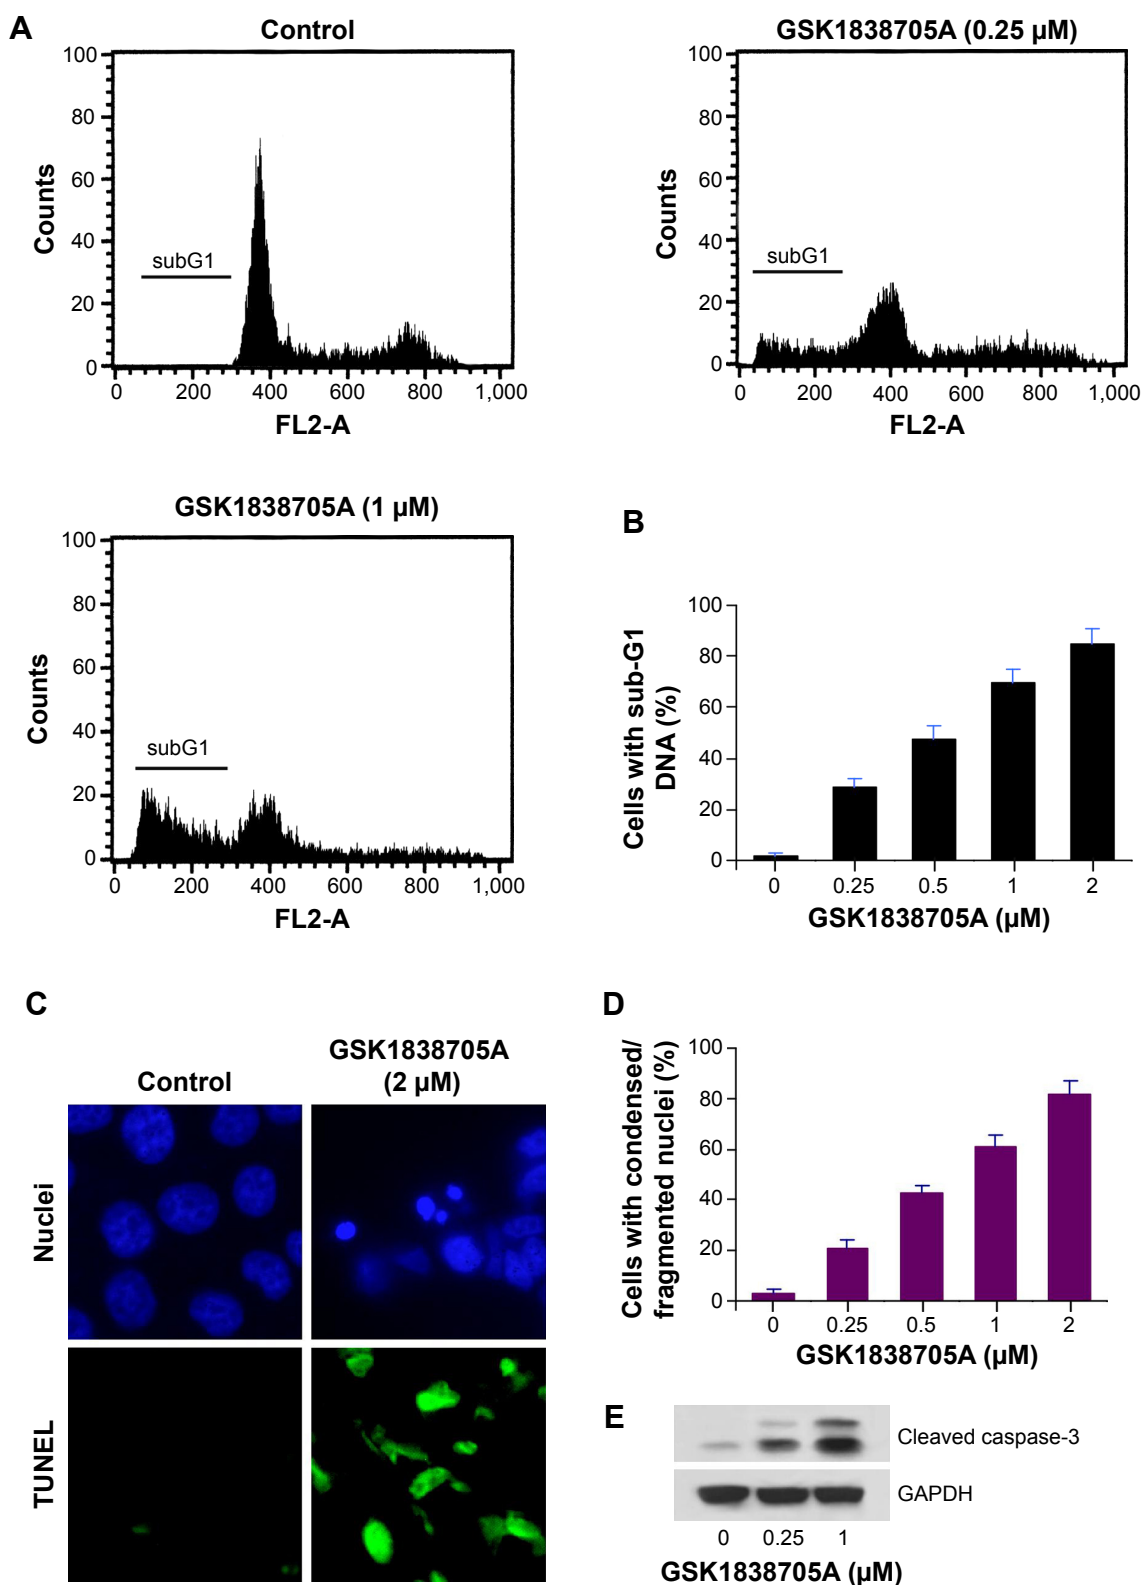 A
Control
100
80
60
40
20
0
Counts
subG1
0 200 400 600 800 1,000
FL2-A
GSK1838705A (0.25 µM)
100
80
60
40
20
0
Counts
subG1
0 200 400 600 800 1,000
FL2-A
GSK1838705A (1 µM)
100
80
60
40
20
0
Counts
subG1
0 200 400 600 800 1,000
FL2-A
B
100
80
60
40
20
0
Cells with sub-G1
DNA (%)
0 0.25 0.5 1 2
GSK1838705A (µM)
C
Control
GSK1838705A
(2 µM)
Nuclei
TUNEL
D
100
80
60
40
20
0
Cells with condensed/
fragmented nuclei (%)
0 0.25 0.5 1 2
GSK1838705A (µM)
E
Cleaved caspase-3
GAPDH
0 0.25 1
GSK1838705A (µM)